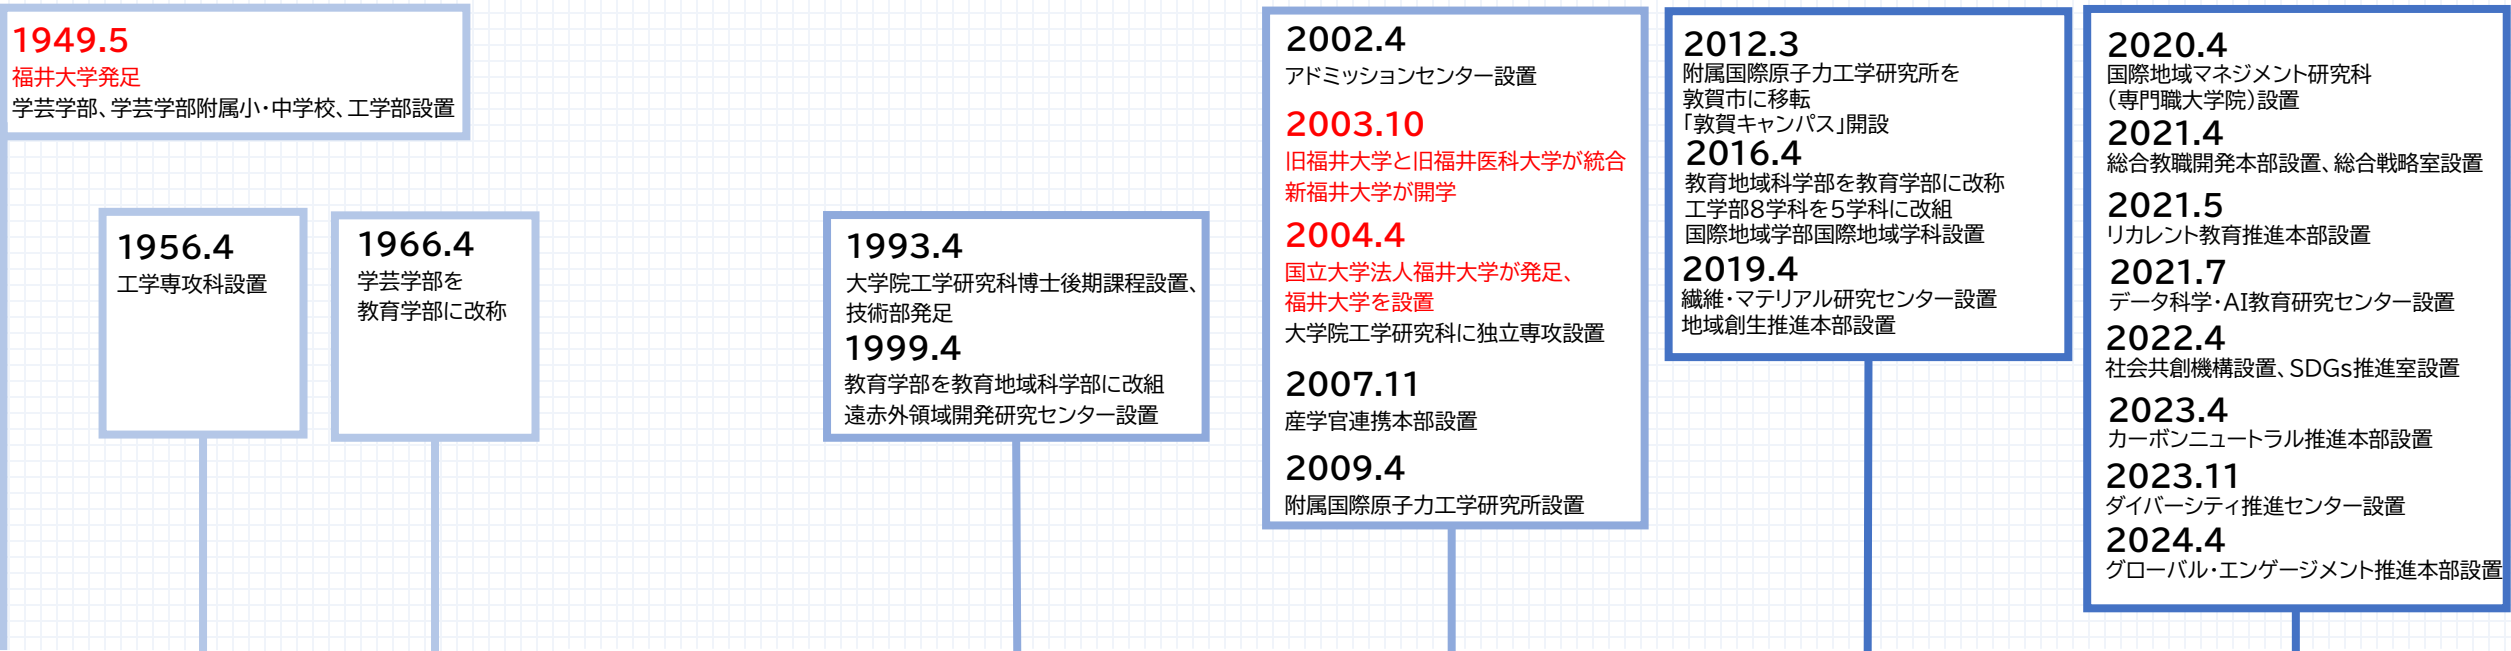 1949.5
福井大学発足
学芸学部、学芸学部附属小・中学校、工学部設置
1956.4
工学専攻科設置
1966.4
学芸学部を
教育学部に改称
1993.4
大学院工学研究科博士後期課程設置、
技術部発足
1999.4
教育学部を教育地域科学部に改組
遠赤外領域開発研究センター設置
2002.4
アドミッションセンター設置
2003.10
旧福井大学と旧福井医科大学が統合
新福井大学が開学
2004.4
国立大学法人福井大学が発足、
福井大学を設置
大学院工学研究科に独立専攻設置
2007.11
産学官連携本部設置
2009.4
附属国際原子力工学研究所設置
2012.3
附属国際原子力工学研究所を
敦賀市に移転
「敦賀キャンパス」開設
2016.4
教育地域科学部を教育学部に改称
工学部8学科を5学科に改組
国際地域学部国際地域学科設置
2019.4
繊維・マテリアル研究センター設置
地域創生推進本部設置
2020.4
国際地域マネジメント研究科
(専門職大学院)設置
2021.4
総合教職開発本部設置、総合戦略室設置
2021.5
リカレント教育推進本部設置
2021.7
データ科学・AI教育研究センター設置
2022.4
社会共創機構設置、SDGs推進室設置
2023.4
カーボンニュートラル推進本部設置
2023.11
ダイバーシティ推進センター設置
2024.4
グローバル・エンゲージメント推進本部設置